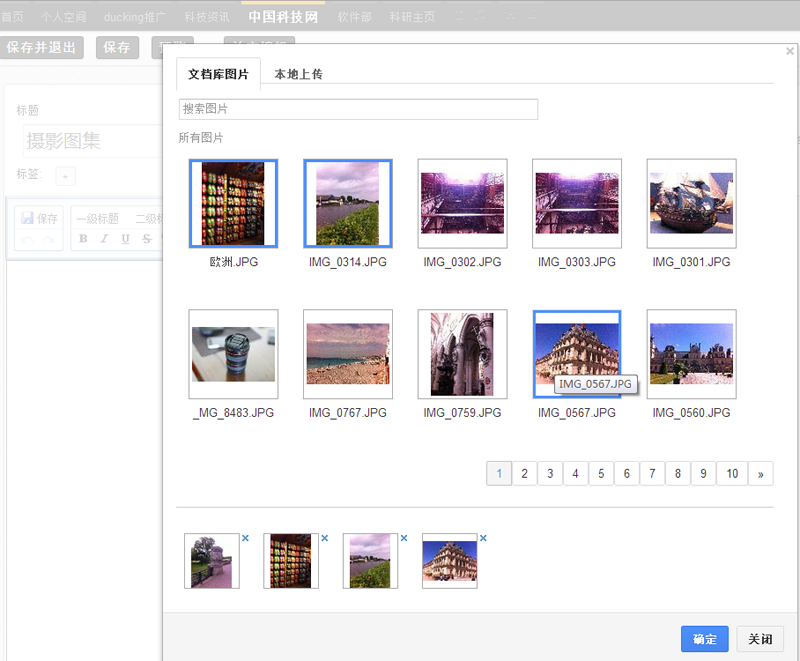 首页 个人空间 ducking推广 科技资讯 中国科技网 软件部 科研主页
保存并退出 保存
文档库图片 本地上传
×
标题
摄影图集
标签: +
保存 一级标题 二级标
B I U S
搜索图片
所有图片
欧洲.JPG IMG_0314.JPG IMG_0302.JPG IMG_0303.JPG IMG_0301.JPG
IMG_0567.JPG
_MG_8483.JPG IMG_0767.JPG IMG_0759.JPG IMG_0567.JPG IMG_0560.JPG
1 2 3 4 5 6 7 8 9 10 »
× × × ×
确定 关闭